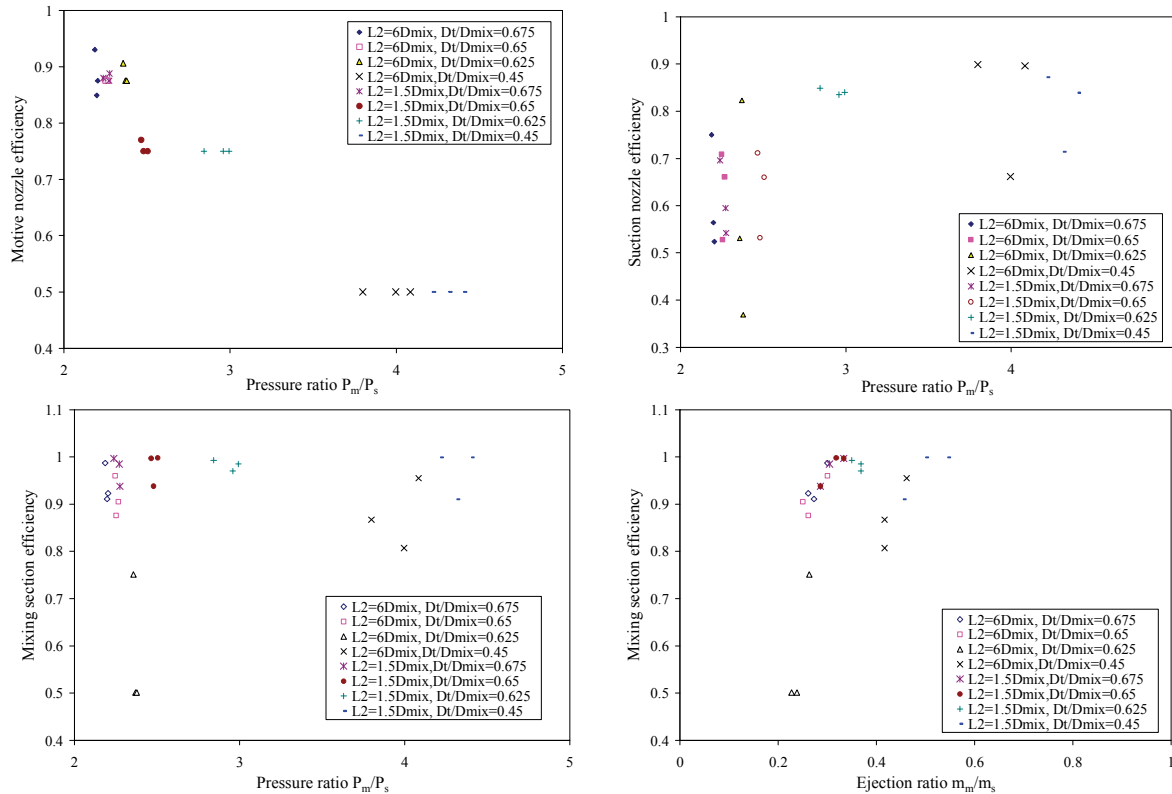 Motive nozzle efficiency
1
0.9
0.8
0.7
0.6
0.5
0.4
2
3
4
5
Pressure ratio Pm/Ps
L2=6Dmix, Dt/Dmix=0.675
L2=6Dmix, Dt/Dmix=0.65
L2=6Dmix, Dt/Dmix=0.625
L2=6Dmix,Dt/Dmix=0.45
L2=1.5Dmix,Dt/Dmix=0.675
L2=1.5Dmix, Dt/Dmix=0.65
L2=1.5Dmix, Dt/Dmix=0.625
L2=1.5Dmix, Dt/Dmix=0.45
Suction nozzle efficiency
1
0.9
0.8
0.7
0.6
0.5
0.4
0.3
2
3
4
Pressure ratio Pm/Ps
L2=6Dmix, Dt/Dmix=0.675
L2=6Dmix, Dt/Dmix=0.65
L2=6Dmix, Dt/Dmix=0.625
L2=6Dmix,Dt/Dmix=0.45
L2=1.5Dmix,Dt/Dmix=0.675
L2=1.5Dmix, Dt/Dmix=0.65
L2=1.5Dmix, Dt/Dmix=0.625
L2=1.5Dmix, Dt/Dmix=0.45
Mixing section efficiency
1.1
1
0.9
0.8
0.7
0.6
0.5
0.4
2
3
4
5
Pressure ratio Pm/Ps
L2=6Dmix, Dt/Dmix=0.675
L2=6Dmix, Dt/Dmix=0.65
L2=6Dmix, Dt/Dmix=0.625
L2=6Dmix,Dt/Dmix=0.45
L2=1.5Dmix,Dt/Dmix=0.675
L2=1.5Dmix, Dt/Dmix=0.65
L2=1.5Dmix, Dt/Dmix=0.625
L2=1.5Dmix, Dt/Dmix=0.45
Mixing section efficiency
1.1
1
0.9
0.8
0.7
0.6
0.5
0.4
0
0.2
0.4
0.6
0.8
1
Ejection ratio mm/ms
L2=6Dmix, Dt/Dmix=0.675
L2=6Dmix, Dt/Dmix=0.65
L2=6Dmix, Dt/Dmix=0.625
L2=6Dmix,Dt/Dmix=0.45
L2=1.5Dmix,Dt/Dmix=0.675
L2=1.5Dmix, Dt/Dmix=0.65
L2=1.5Dmix, Dt/Dmix=0.625
L2=1.5Dmix, Dt/Dmix=0.45